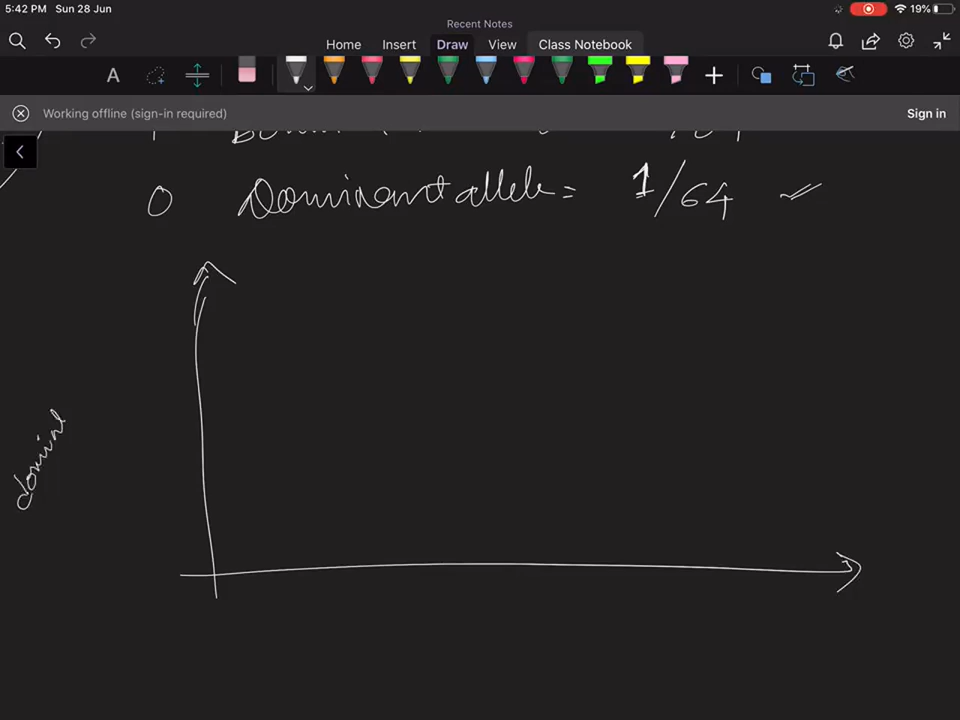 5:42 PM Sun 28 Jun 19%
Recent Notes
Home Insert Draw View Class Notebook
A
Working offline (sign-in required) Sign in
0 Dominent allele = 1/64